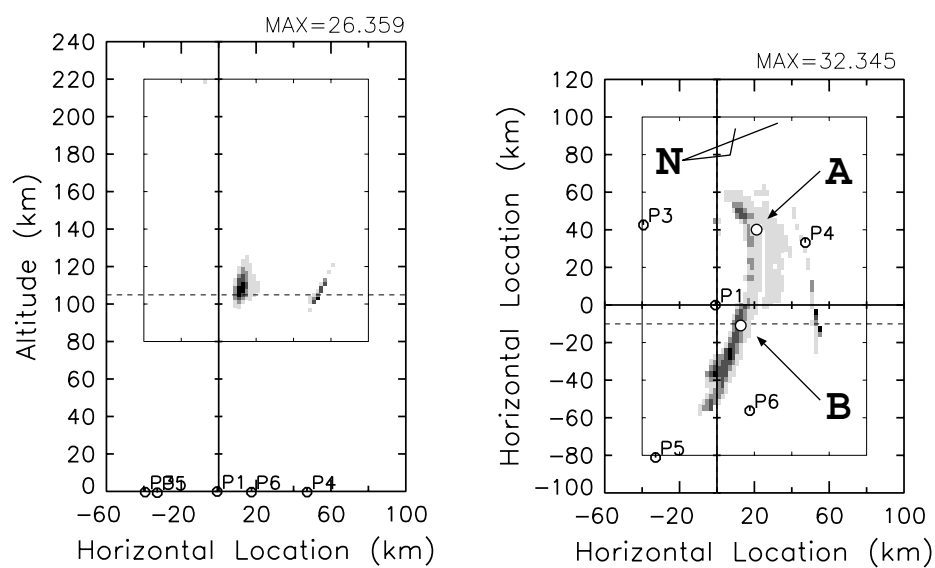 MAX=26.359
240
220
200
180
160
140
120
100
80
60
40
20
0
Altitude (km)
P1 P6 P4
-60 -20 20 60 100
Horizontal Location (km)
MAX=32.345
120
100
80
60
40
20
0
-20
-40
-60
-80
-100
Horizontal Location (km)
N
A
P3
P4
P1
B
P6
P5
-60 -20 20 60 100
Horizontal Location (km)